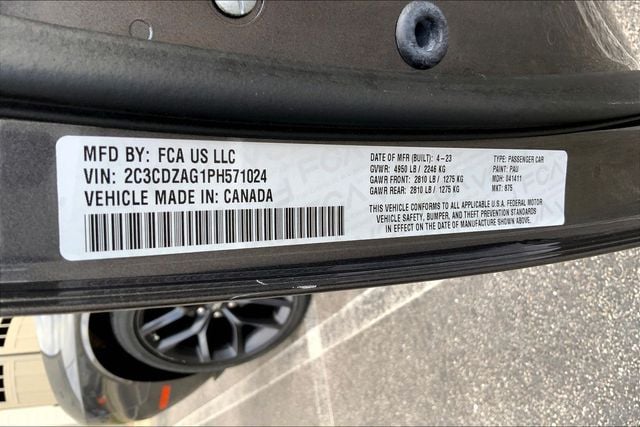 MFD BY: FCA US LLC
VIN: 2C3CDZAG1PH571024
VEHICLE MADE IN: CANADA
DATE OF MFR (BUILT): 4-23
GVWR: 4950 LB / 2246 KG
GAWR FRONT: 2810 LB / 1275 KG
GAWR REAR: 2810 LB / 1275 KG
TYPE: PASSENGER CAR
PAINT: PAU
MDH: 041411
MKT: 875
THIS VEHICLE CONFORMS TO ALL APPLICABLE U.S.A. FEDERAL MOTOR
VEHICLE SAFETY, BUMPER, AND THEFT PREVENTION STANDARDS
IN EFFECT ON THE DATE OF MANUFACTURE SHOWN ABOVE.